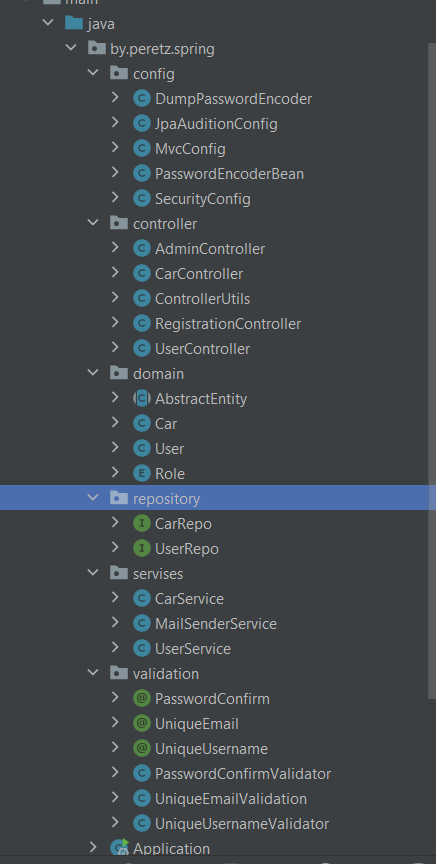 main
java
by.peretz.spring
config
DumpPasswordEncoder
JpaAuditionConfig
MvcConfig
PasswordEncoderBean
SecurityConfig
controller
AdminController
CarController
ControllerUtils
RegistrationController
UserController
domain
AbstractEntity
Car
User
Role
repository
CarRepo
UserRepo
servises
CarService
MailSenderService
UserService
validation
PasswordConfirm
UniqueEmail
UniqueUsername
PasswordConfirmValidator
UniqueEmailValidation
UniqueUsernameValidator
Application